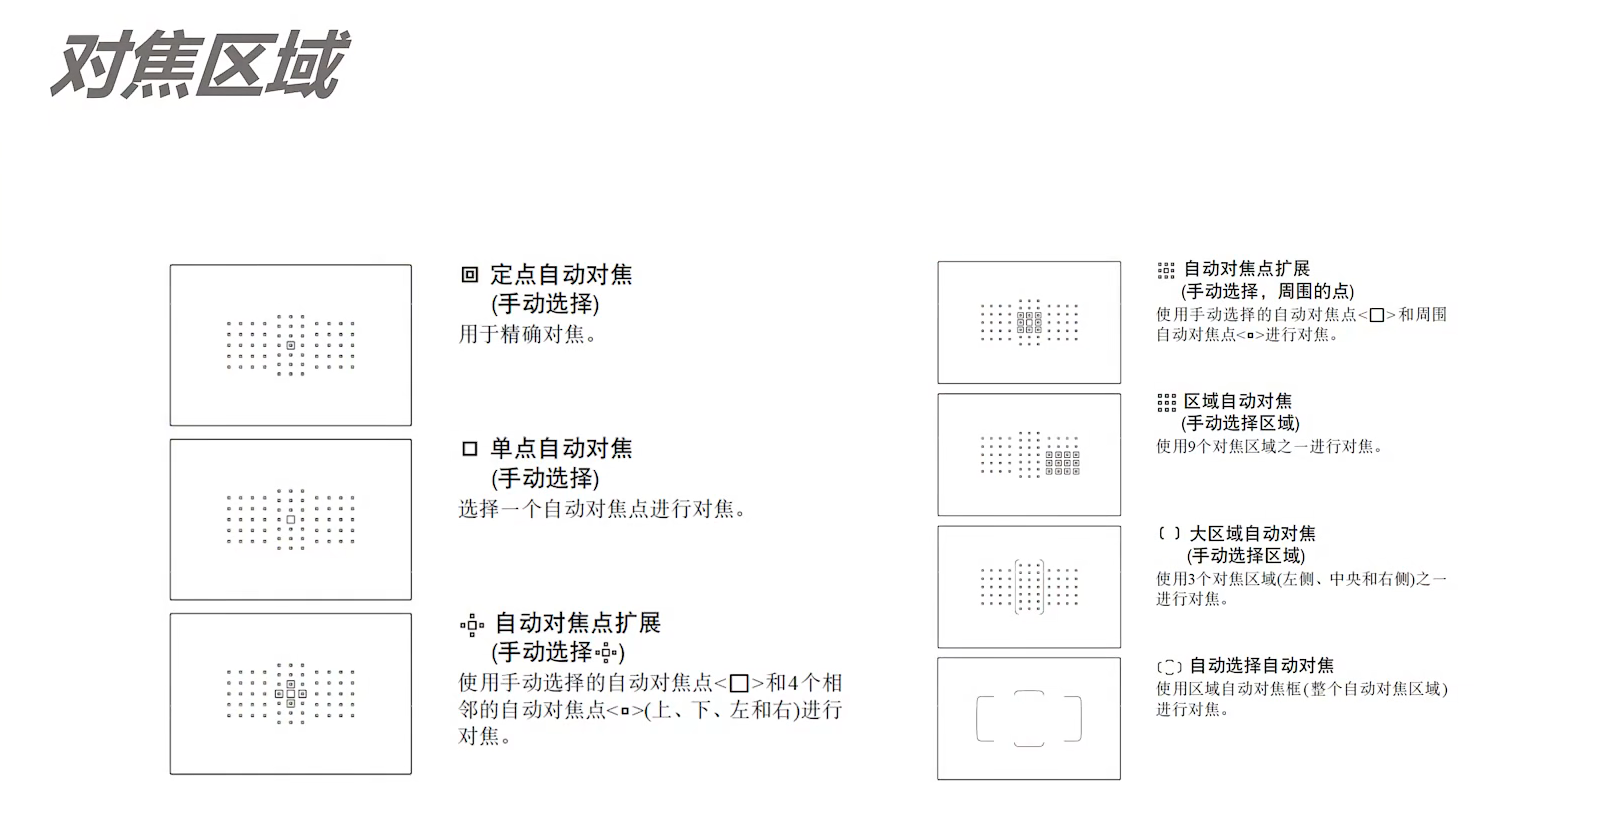 对焦区域
定点自动对焦
(手动选择)
用于精确对焦。
单点自动对焦
(手动选择)
选择一个自动对焦点进行对焦。
自动对焦点扩展
(手动选择)
使用手动选择的自动对焦点<□>和4个相
邻的自动对焦点<▫>(上、下、左和右)进行
对焦。
自动对焦点扩展
(手动选择，周围的点)
使用手动选择的自动对焦点<□>和周围
自动对焦点<▫>进行对焦。
区域自动对焦
(手动选择区域)
使用9个对焦区域之一进行对焦。
大区域自动对焦
(手动选择区域)
使用3个对焦区域(左侧、中央和右侧)之一
进行对焦。
自动选择自动对焦
使用区域自动对焦框(整个自动对焦区域)
进行对焦。